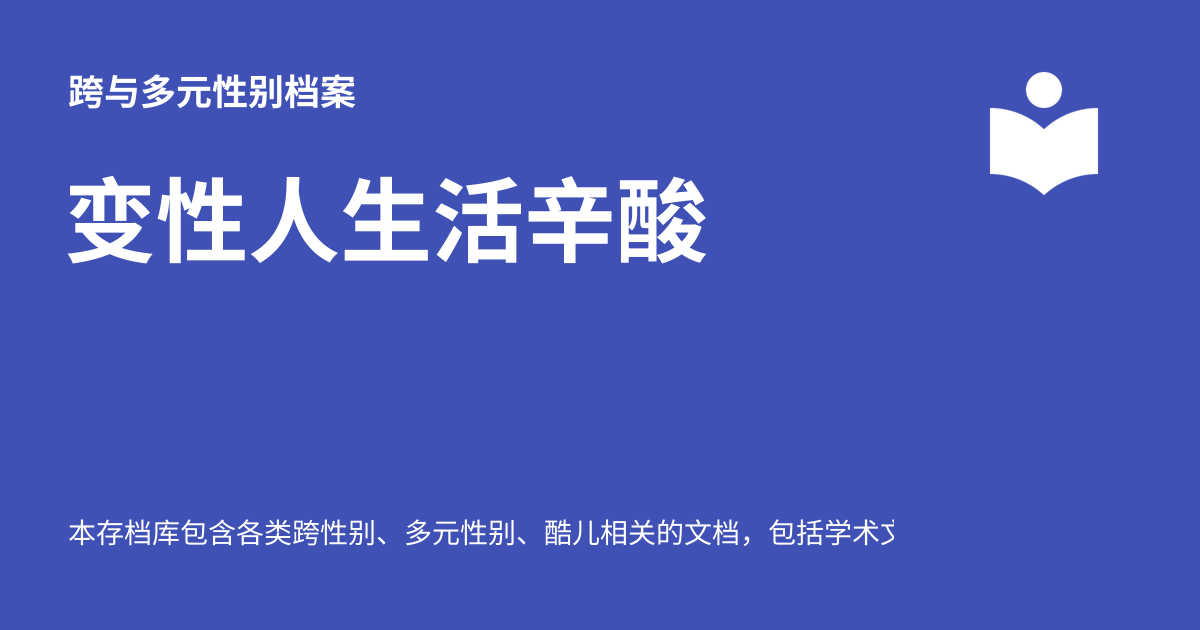 跨与多元性别档案
变性人生活辛酸
本存档库包含各类跨性别、多元性别、酷儿相关的文档，包括学术文